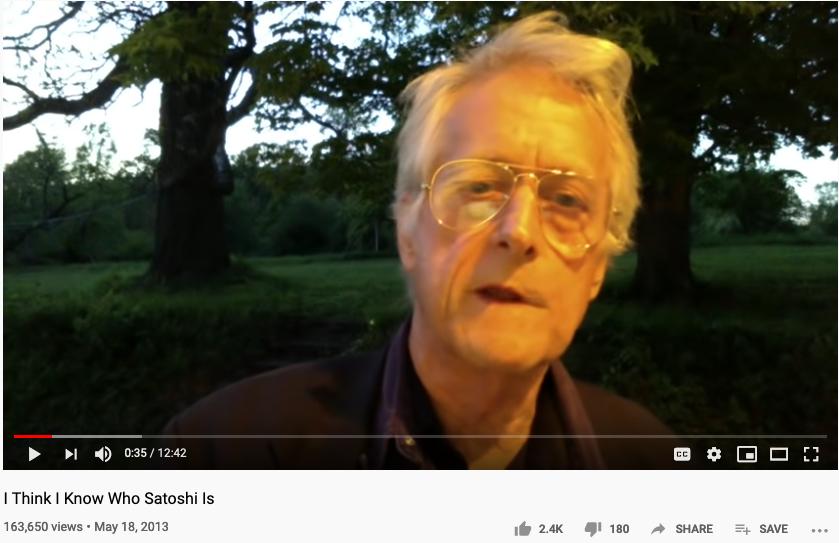 0:35 / 12:42
CC
I Think I Know Who Satoshi Is
163,650 views • May 18, 2013
2.4K 180 SHARE SAVE